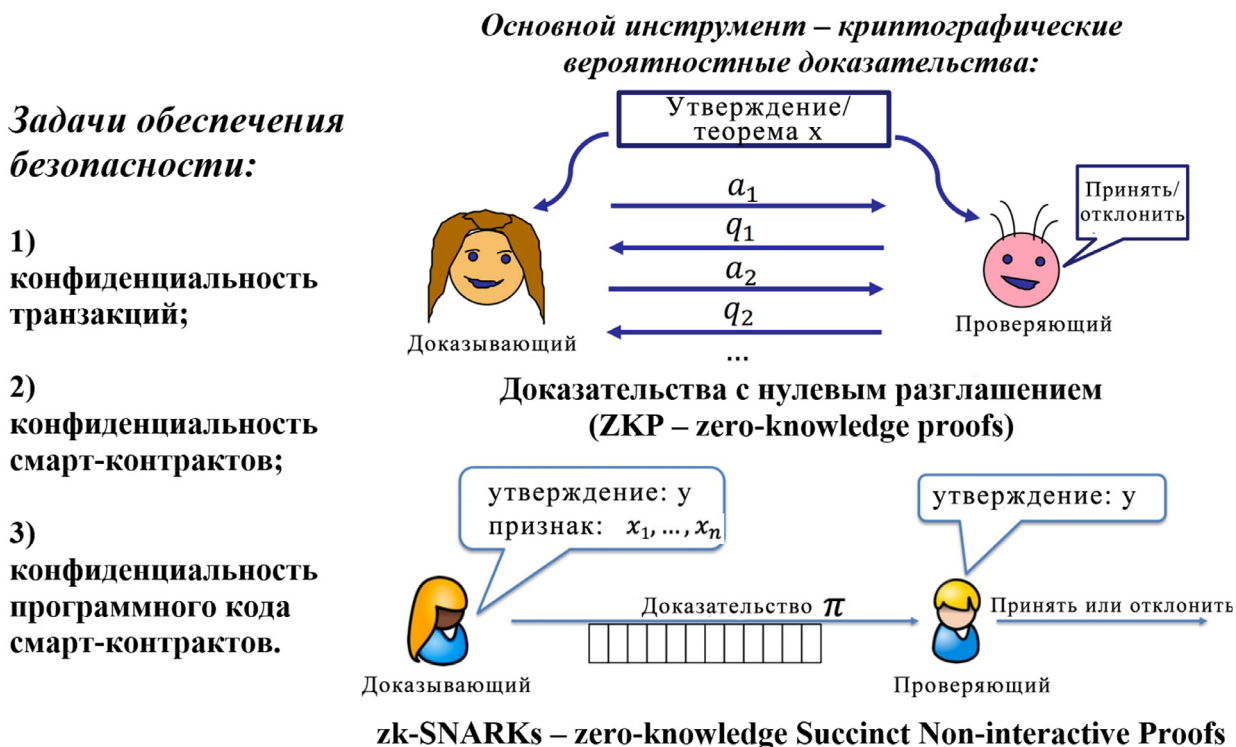 Основной инструмент – криптографические
вероятностные доказательства:
Задачи обеспечения
безопасности:
1)
конфиденциальность
транзакций;
2)
конфиденциальность
смарт-контрактов;
3)
конфиденциальность
программного кода
смарт-контрактов.
Утверждение/
теорема x
a₁
q₁
a₂
q₂
...
Принять/
отклонить
Доказывающий
Проверяющий
Доказательства с нулевым разглашением
(ZKP – zero-knowledge proofs)
утверждение: y
признак: x₁, ... , xₙ
утверждение: y
Доказательство π
Принять или отклонить
Доказывающий
Проверяющий
zk-SNARKs – zero-knowledge Succinct Non-interactive Proofs